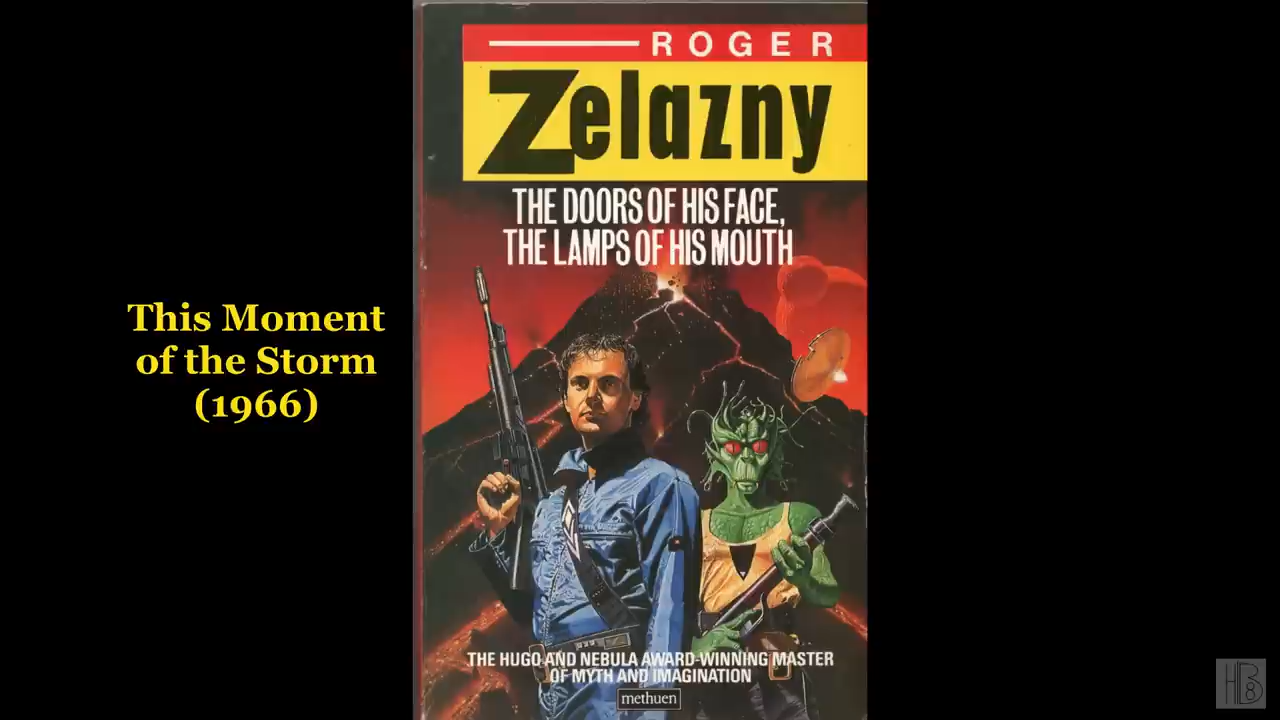 This Moment
of the Storm
(1966)
ROGER
Zelazny
THE DOORS OF HIS FACE,
THE LAMPS OF HIS MOUTH
THE HUGO AND NEBULA AWARD-WINNING MASTER
OF MYTH AND IMAGINATION
methuen
HB8